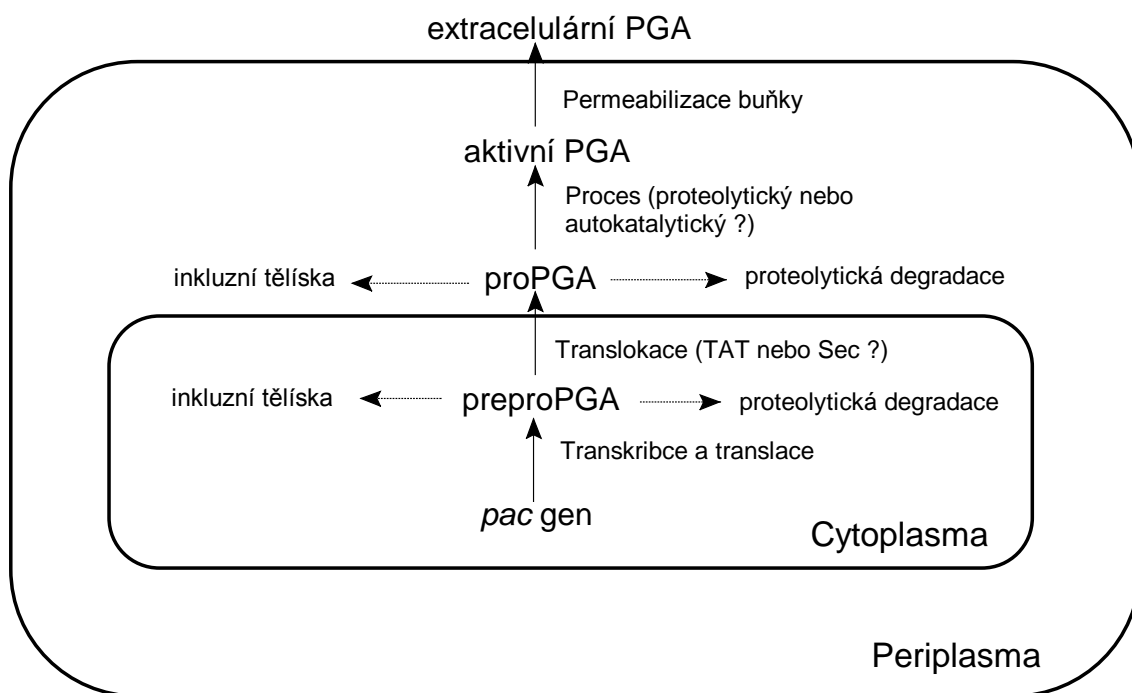 extracelulární PGA
Permeabilizace buňky
aktivní PGA
Proces (proteolytický nebo
autokatalytický ?)
inkluzní tělíska
proPGA
proteolytická degradace
Translokace (TAT nebo Sec ?)
inkluzní tělíska
preproPGA
proteolytická degradace
Transkribce a translace
pac gen
Cytoplasma
Periplasma